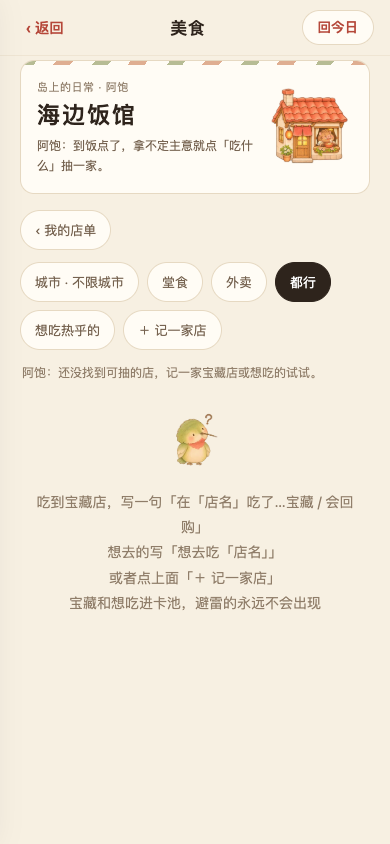 ‹ 返回
美食
回今日
岛上的日常 · 阿饱
海边饭馆
阿饱：到饭点了，拿不定主意就点「吃什
么」抽一家。
‹ 我的店单
城市 · 不限城市
堂食
外卖
都行
想吃热乎的
＋ 记一家店
阿饱：还没找到可抽的店，记一家宝藏店或想吃的试试。
?
吃到宝藏店，写一句「在「店名」吃了...宝藏 / 会回
购」
想去的写「想去吃「店名」」
或者点上面「＋ 记一家店」
宝藏和想吃进卡池，避雷的永远不会出现